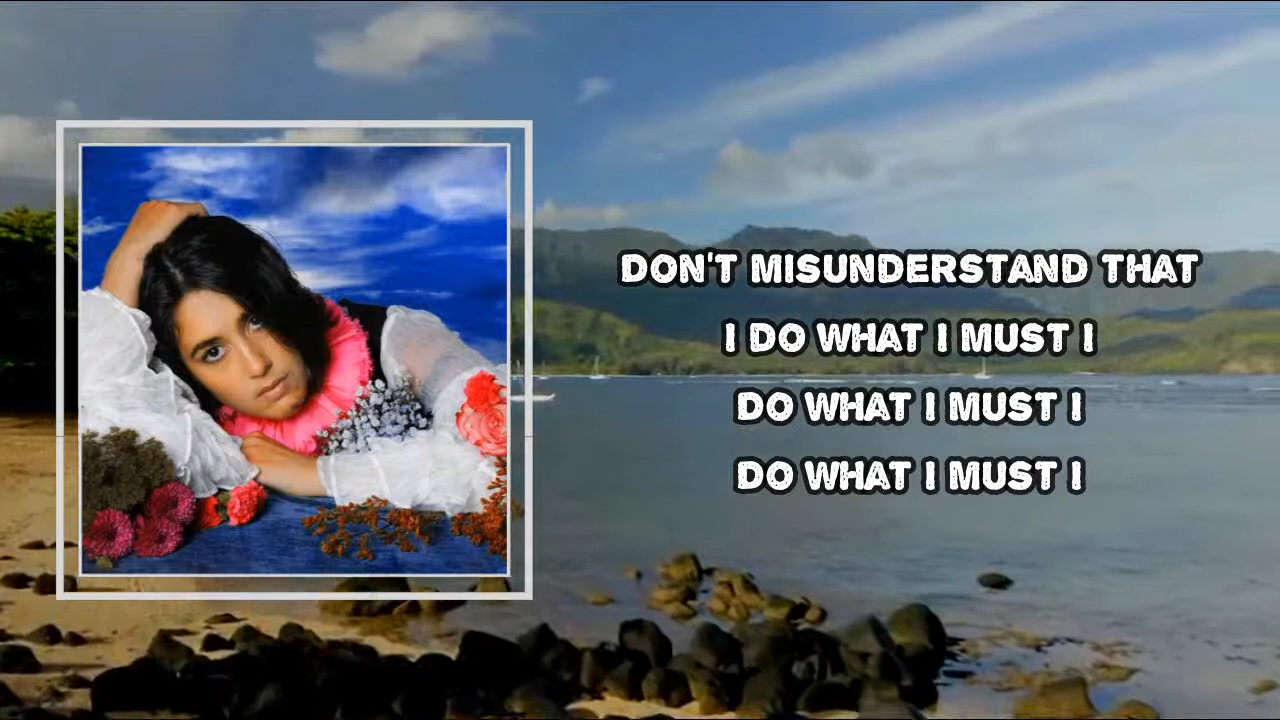 DON'T MISUNDERSTAND THAT
I DO WHAT I MUST I
DO WHAT I MUST I
DO WHAT I MUST I